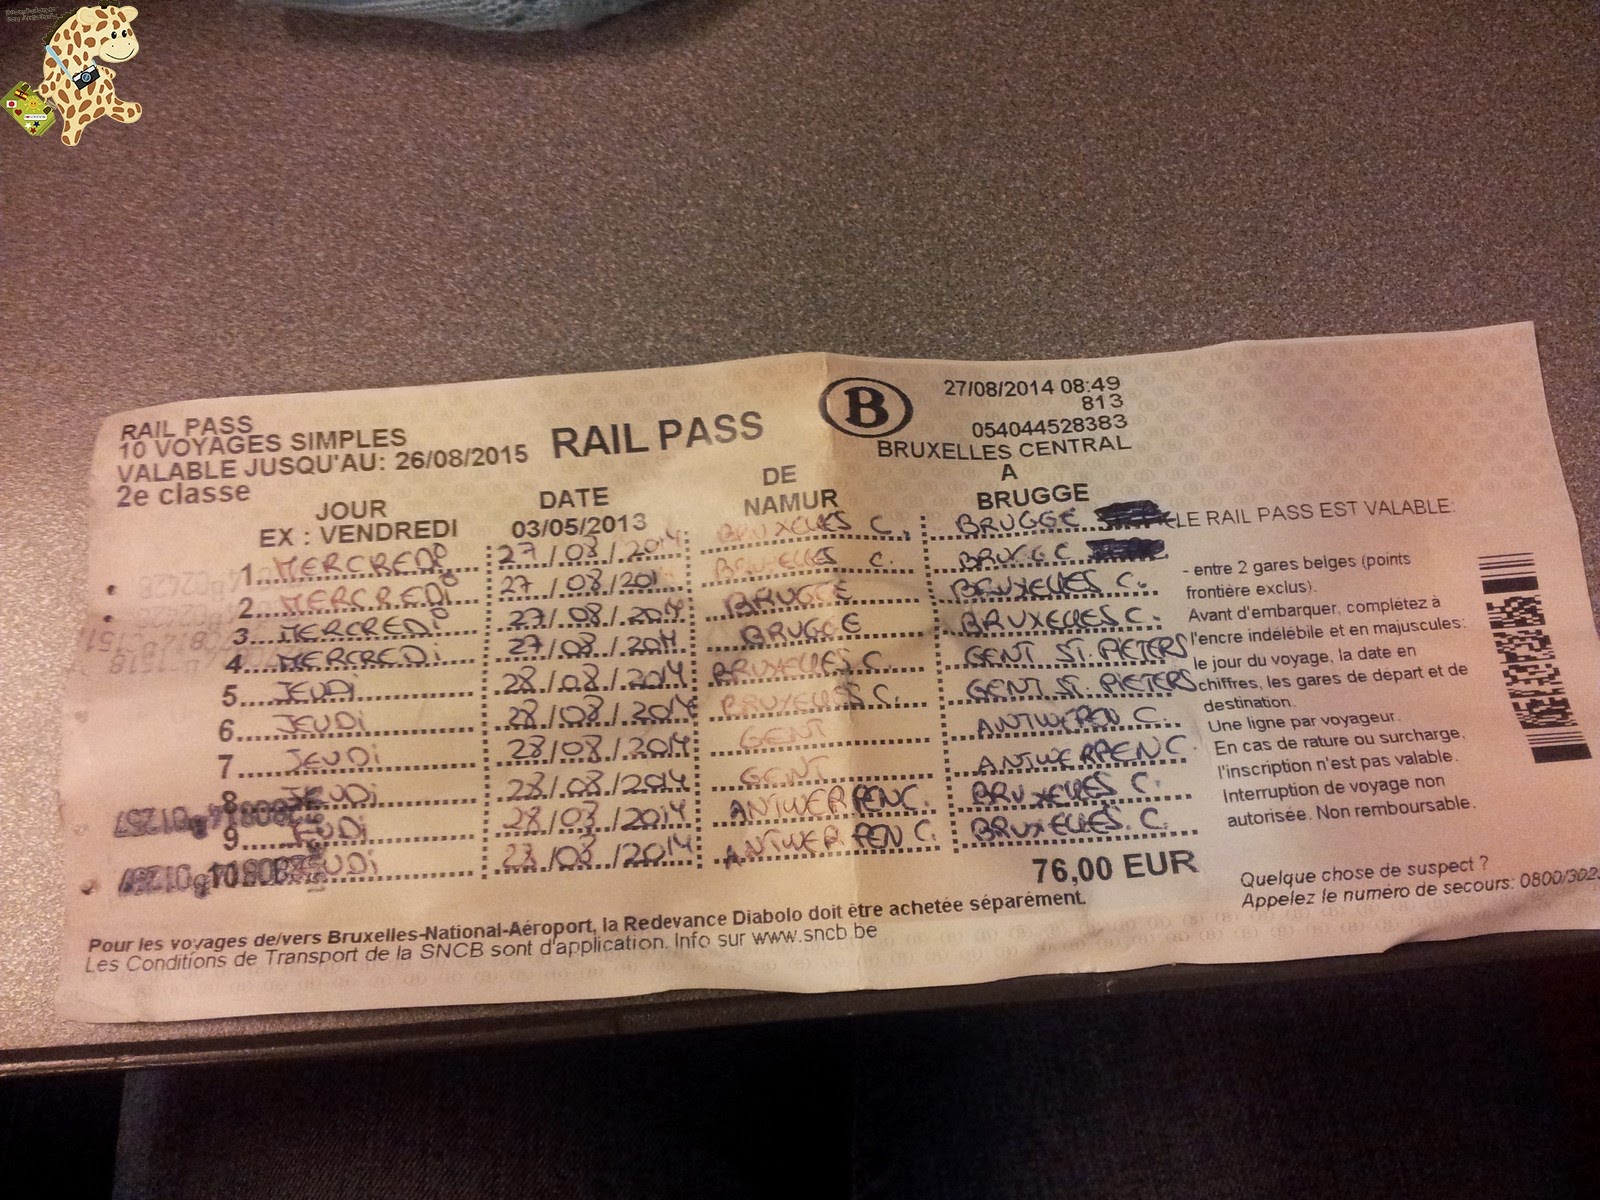 RAIL PASS
10 VOYAGES SIMPLES
VALABLE JUSQU'AU: 26/08/2015
2e classe
RAIL PASS
B
27/08/2014 08:49
813
054044528383
BRUXELLES CENTRAL
JOUR DATE DE A
EX : VENDREDI 03/05/2013 NAMUR BRUGGE
1 MERCREDI 27/08/2014 BRUXELLES C. BRUGGE
2 MERCREDI 27/08/2014 BRUXELLES C. BRUGGE
3 MERCREDI 27/08/2014 BRUGGE BRUXELLES C.
4 MERCREDI 27/08/2014 BRUGGE BRUXELLES C.
5 JEUDI 28/08/2014 BRUXELLES C. GENT ST. PIETERS
6 JEUDI 28/08/2014 BRUXELLES C. GENT ST. PIETERS
7 JEUDI 28/08/2014 GENT ANTWERPEN C.
8 JEUDI 28/08/2014 GENT ANTWERPEN C.
9 JEUDI 28/08/2014 ANTWERPEN C. BRUXELLES C.
10 JEUDI 28/08/2014 ANTWERPEN C. BRUXELLES C.
76,00 EUR
LE RAIL PASS EST VALABLE:
- entre 2 gares belges (points
frontière exclus).
Avant d'embarquer, complétez à
l'encre indélébile et en majuscules:
le jour du voyage, la date en
chiffres, les gares de départ et de
destination.
Une ligne par voyageur.
En cas de rature ou surcharge,
l'inscription n'est pas valable.
Interruption de voyage non
autorisée. Non remboursable.
Quelque chose de suspect ?
Appelez le numéro de secours: 0800/302
Pour les voyages de/vers Bruxelles-National-Aéroport, la Redevance Diabolo doit être achetée séparément.
Les Conditions de Transport de la SNCB sont d'application. Info sur www.sncb.be